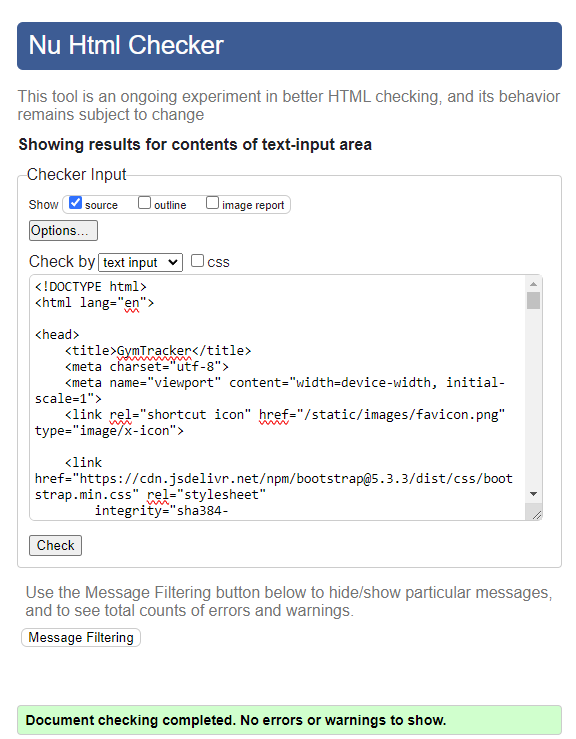 Nu Html Checker
This tool is an ongoing experiment in better HTML checking, and its behavior
remains subject to change
Showing results for contents of text-input area
Checker Input
Show source outline image report
Options...
Check by text input CSS
<!DOCTYPE html>
<html lang="en">
<head>
<title>GymTracker</title>
<meta charset="utf-8">
<meta name="viewport" content="width=device-width, initial-
scale=1">
<link rel="shortcut icon" href="/static/images/favicon.png"
type="image/x-icon">
<link
href="https://cdn.jsdelivr.net/npm/bootstrap@5.3.3/dist/css/boot
strap.min.css" rel="stylesheet"
integrity="sha384-
Check
Use the Message Filtering button below to hide/show particular messages,
and to see total counts of errors and warnings.
Message Filtering
Document checking completed. No errors or warnings to show.